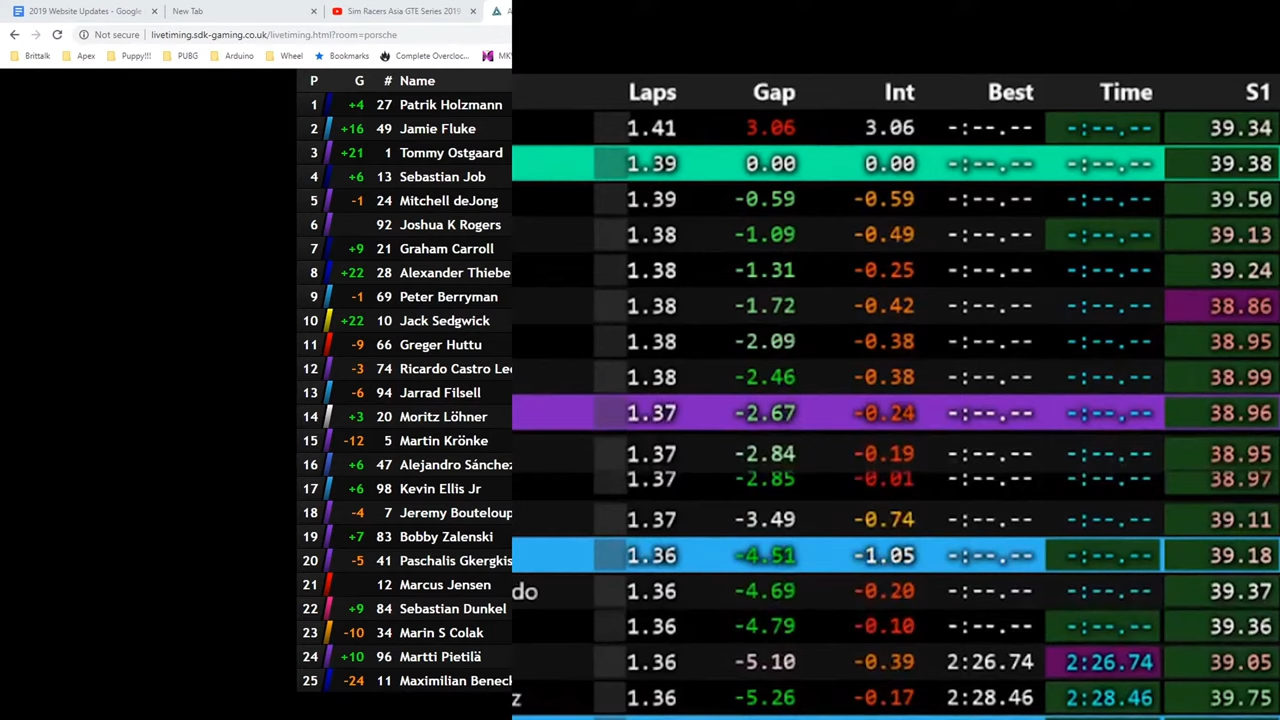 2019 Website Updates - Google
New Tab
Sim Racers Asia GTE Series 2019
Not secure | livetiming.sdk-gaming.co.uk/livetiming.html?room=porsche
Brittalk Apex Puppy!!! PUBG Arduino Wheel Bookmarks Complete Overcloc...
P G # Name
1 +4 27 Patrik Holzmann
2 +16 49 Jamie Fluke
3 +21 1 Tommy Ostgaard
4 +6 13 Sebastian Job
5 -1 24 Mitchell deJong
6 92 Joshua K Rogers
7 +9 21 Graham Carroll
8 +22 28 Alexander Thiebe
9 -1 69 Peter Berryman
10 +22 10 Jack Sedgwick
11 -9 66 Greger Huttu
12 -3 74 Ricardo Castro Led
13 -6 94 Jarrad Filsell
14 +3 20 Moritz Löhner
15 -12 5 Martin Krönke
16 +6 47 Alejandro Sánchez
17 +6 98 Kevin Ellis Jr
18 -4 7 Jeremy Bouteloup
19 +7 83 Bobby Zalenski
20 -5 41 Paschalis Gkergkis
21 12 Marcus Jensen
22 +9 84 Sebastian Dunkel
23 -10 34 Marin S Colak
24 +10 96 Martti Pietilä
25 -24 11 Maximilian Beneck
Laps Gap Int Best Time S1
1.41 3.06 3.06 -:--.-- -:--.-- 39.34
1.39 0.00 0.00 -:--.-- -:--.-- 39.38
1.39 -0.59 -0.59 -:--.-- -:--.-- 39.50
1.38 -1.09 -0.49 -:--.-- -:--.-- 39.13
1.38 -1.31 -0.25 -:--.-- -:--.-- 39.24
1.38 -1.72 -0.42 -:--.-- -:--.-- 38.86
1.38 -2.09 -0.38 -:--.-- -:--.-- 38.95
1.38 -2.46 -0.38 -:--.-- -:--.-- 38.99
1.37 -2.67 -0.24 -:--.-- -:--.-- 38.96
1.37 -2.84 -0.19 -:--.-- -:--.-- 38.95
1.37 -2.85 -0.01 -:--.-- -:--.-- 38.97
1.37 -3.49 -0.74 -:--.-- -:--.-- 39.11
1.36 -4.51 -1.05 -:--.-- -:--.-- 39.18
do 1.36 -4.69 -0.20 -:--.-- -:--.-- 39.37
1.36 -4.79 -0.10 -:--.-- -:--.-- 39.36
1.36 -5.10 -0.39 2:26.74 2:26.74 39.05
z 1.36 -5.26 -0.17 2:28.46 2:28.46 39.75